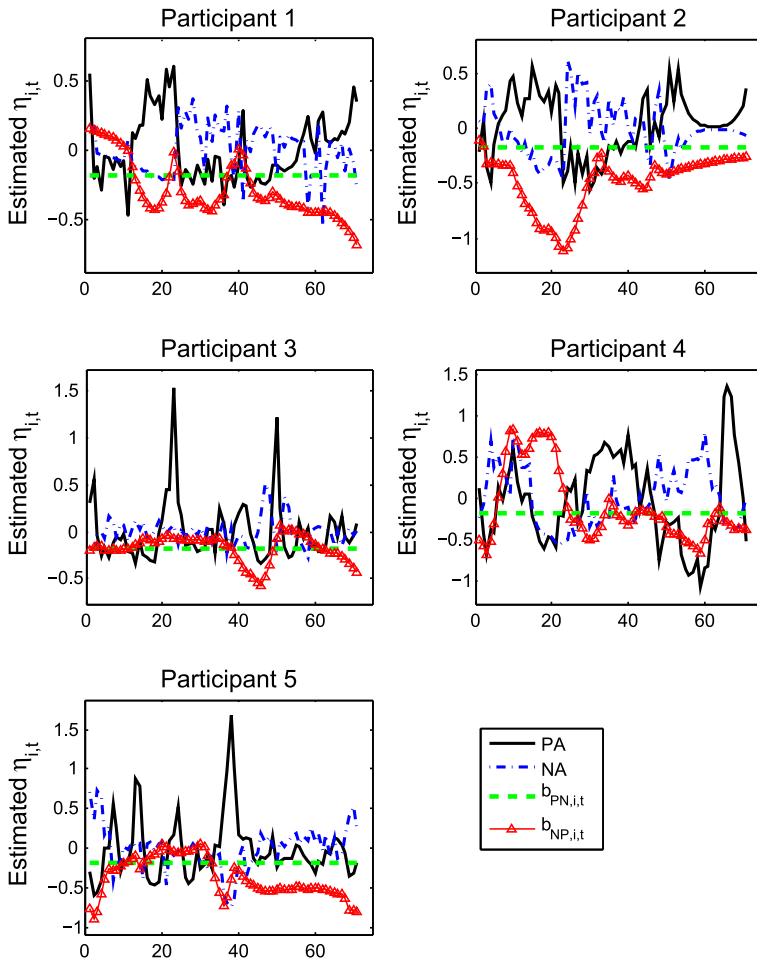 Participant 1
Estimated η_{i,t}
0.5
0
−0.5
0 20 40 60
Participant 2
Estimated η_{i,t}
0.5
0
−0.5
−1
0 20 40 60
Participant 3
Estimated η_{i,t}
1.5
1
0.5
0
−0.5
0 20 40 60
Participant 4
Estimated η_{i,t}
1.5
1
0.5
0
−0.5
−1
0 20 40 60
Participant 5
Estimated η_{i,t}
1.5
1
0.5
0
−0.5
−1
0 20 40 60
PA
NA
b_{PN,i,t}
b_{NP,i,t}